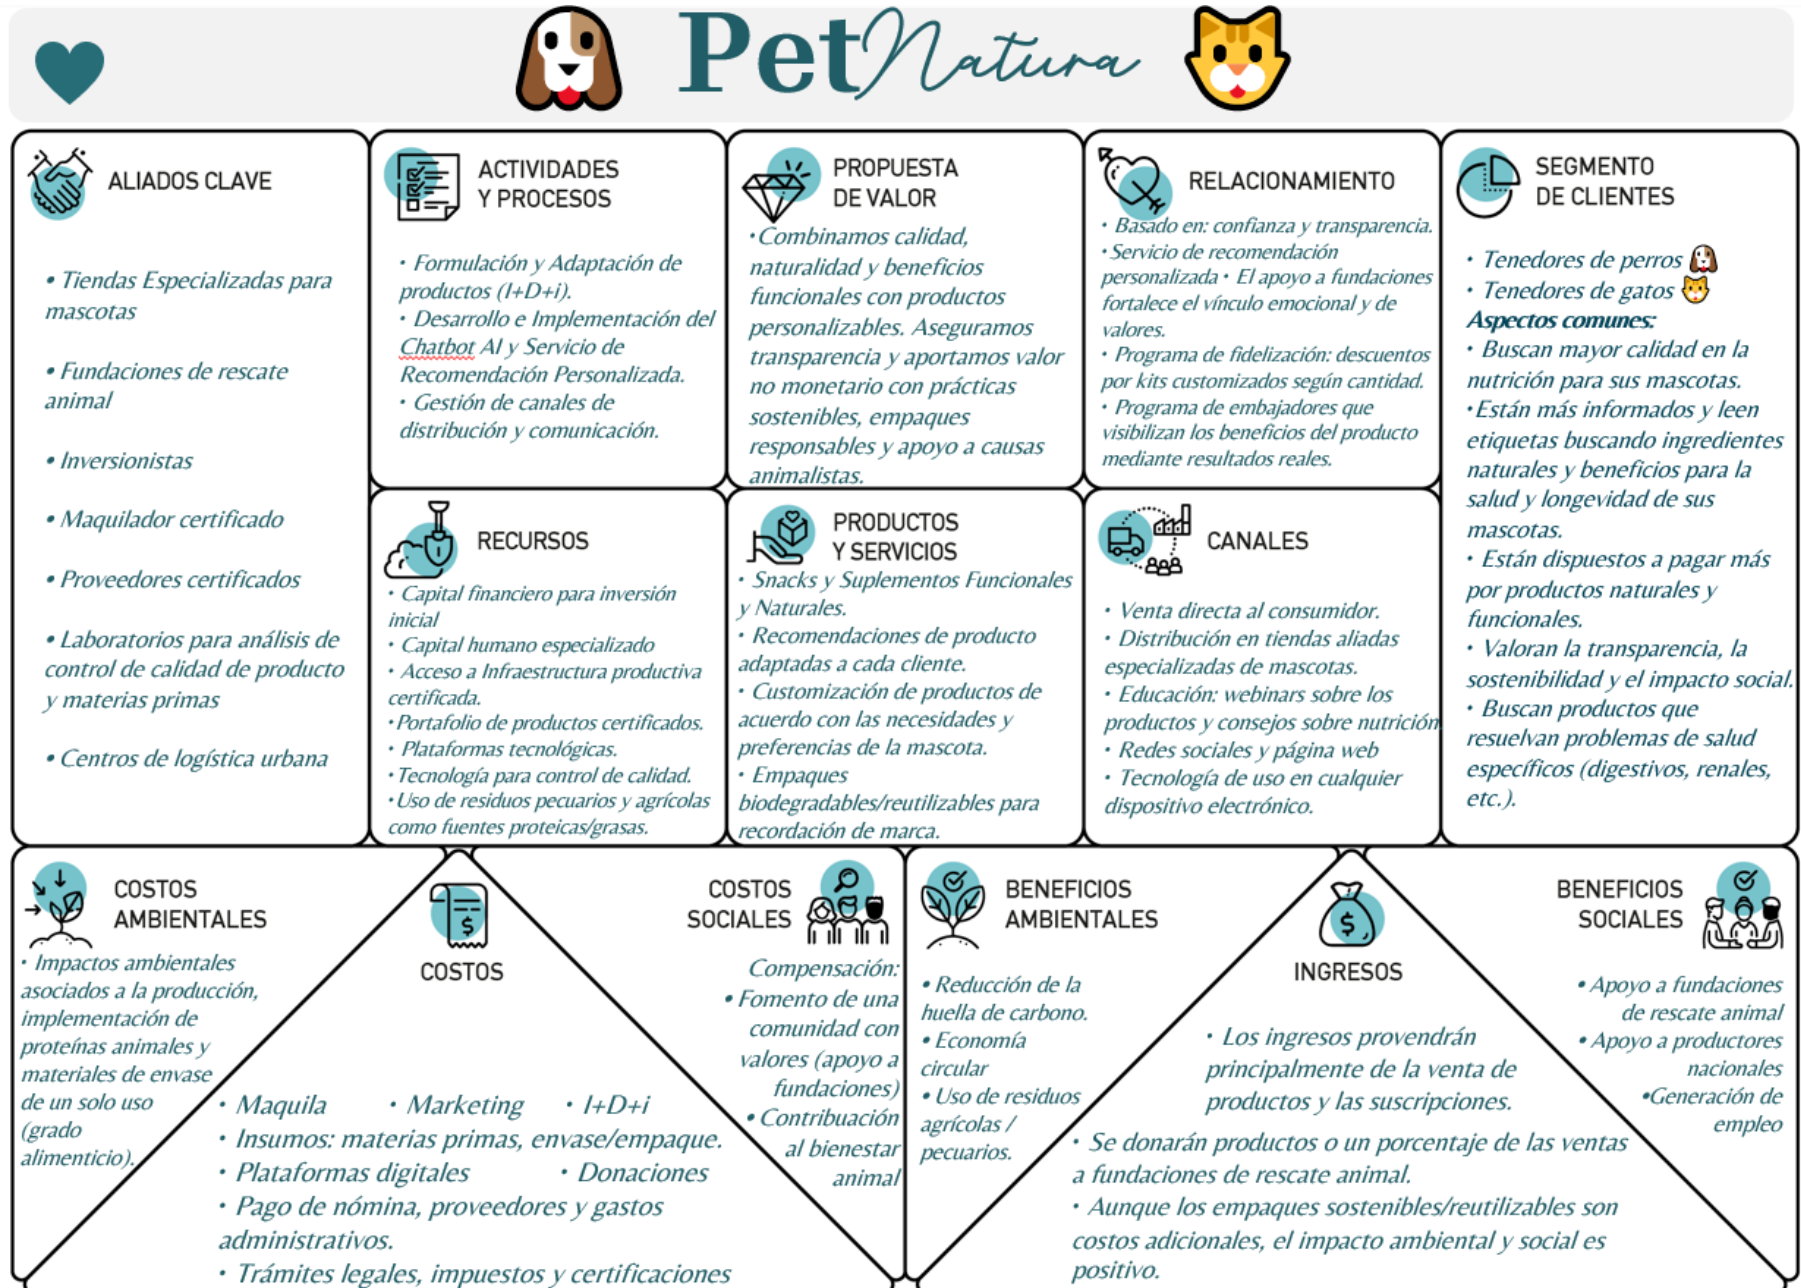 PetNatura
ALIADOS CLAVE
• Tiendas Especializadas para
mascotas
• Fundaciones de rescate
animal
• Inversionistas
• Maquilador certificado
• Proveedores certificados
• Laboratorios para análisis de
control de calidad de producto
y materias primas
• Centros de logística urbana
ACTIVIDADES
Y PROCESOS
• Formulación y Adaptación de
productos (I+D+i).
• Desarrollo e Implementación del
Chatbot AI y Servicio de
Recomendación Personalizada.
• Gestión de canales de
distribución y comunicación.
RECURSOS
• Capital financiero para inversión
inicial
• Capital humano especializado
• Acceso a Infraestructura productiva
certificada.
• Portafolio de productos certificados.
• Plataformas tecnológicas.
• Tecnología para control de calidad.
• Uso de residuos pecuarios y agrícolas
como fuentes proteicas/grasas.
PROPUESTA
DE VALOR
• Combinamos calidad,
naturalidad y beneficios
funcionales con productos
personalizables. Aseguramos
transparencia y aportamos valor
no monetario con prácticas
sostenibles, empaques
responsables y apoyo a causas
animalistas.
PRODUCTOS
Y SERVICIOS
• Snacks y Suplementos Funcionales
y Naturales.
• Recomendaciones de producto
adaptadas a cada cliente.
• Customización de productos de
acuerdo con las necesidades y
preferencias de la mascota.
• Empaques
biodegradables/reutilizables para
recordación de marca.
RELACIONAMIENTO
• Basado en: confianza y transparencia.
• Servicio de recomendación
personalizada • El apoyo a fundaciones
fortalece el vínculo emocional y de
valores.
• Programa de fidelización: descuentos
por kits customizados según cantidad.
• Programa de embajadores que
visibilizan los beneficios del producto
mediante resultados reales.
CANALES
• Venta directa al consumidor.
• Distribución en tiendas aliadas
especializadas de mascotas.
• Educación: webinars sobre los
productos y consejos sobre nutrición
• Redes sociales y página web
• Tecnología de uso en cualquier
dispositivo electrónico.
SEGMENTO
DE CLIENTES
• Tenedores de perros
• Tenedores de gatos
Aspectos comunes:
• Buscan mayor calidad en la
nutrición para sus mascotas.
• Están más informados y leen
etiquetas buscando ingredientes
naturales y beneficios para la
salud y longevidad de sus
mascotas.
• Están dispuestos a pagar más
por productos naturales y
funcionales.
• Valoran la transparencia, la
sostenibilidad y el impacto social.
• Buscan productos que
resuelvan problemas de salud
específicos (digestivos, renales,
etc.).
COSTOS
AMBIENTALES
• Impactos ambientales
asociados a la producción,
implementación de
proteínas animales y
materiales de envase
de un solo uso
(grado
alimenticio).
$
COSTOS
• Maquila • Marketing • I+D+i
• Insumos: materias primas, envase/empaque.
• Plataformas digitales • Donaciones
• Pago de nómina, proveedores y gastos
administrativos.
• Trámites legales, impuestos y certificaciones
COSTOS
SOCIALES
Compensación:
• Fomento de una
comunidad con
valores (apoyo a
fundaciones)
• Contribuación
al bienestar
animal
BENEFICIOS
AMBIENTALES
• Reducción de la
huella de carbono.
• Economía
circular
• Uso de residuos
agrícolas /
pecuarios.
$
INGRESOS
• Los ingresos provendrán
principalmente de la venta de
productos y las suscripciones.
• Se donarán productos o un porcentaje de las ventas
a fundaciones de rescate animal.
• Aunque los empaques sostenibles/reutilizables son
costos adicionales, el impacto ambiental y social es
positivo.
BENEFICIOS
SOCIALES
• Apoyo a fundaciones
de rescate animal
• Apoyo a productores
nacionales
•Generación de
empleo